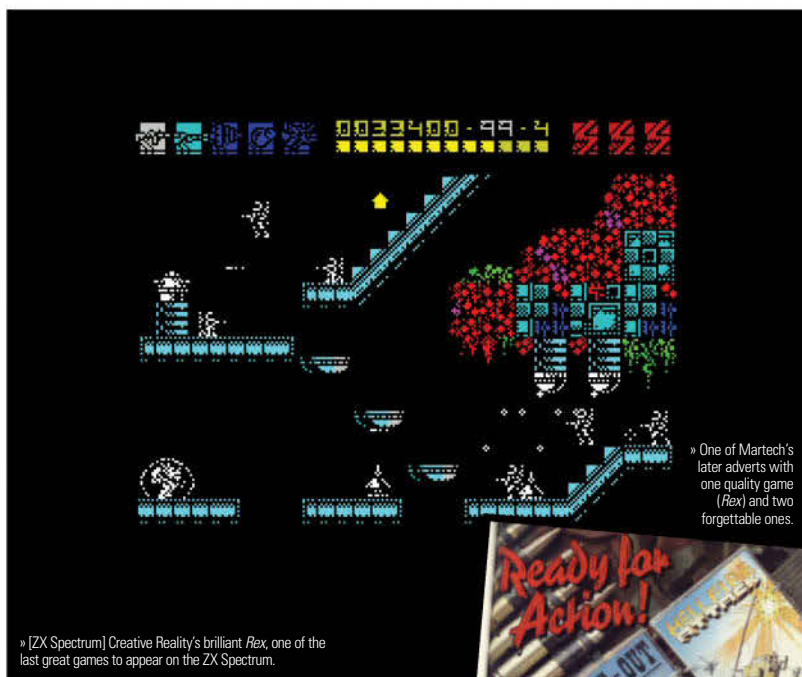 0033400-99-4
» One of Martech's
later adverts with
one quality game
(Rex) and two
forgettable ones.
Ready for
Action!
» [ZX Spectrum] Creative Reality's brilliant Rex, one of the
last great games to appear on the ZX Spectrum.